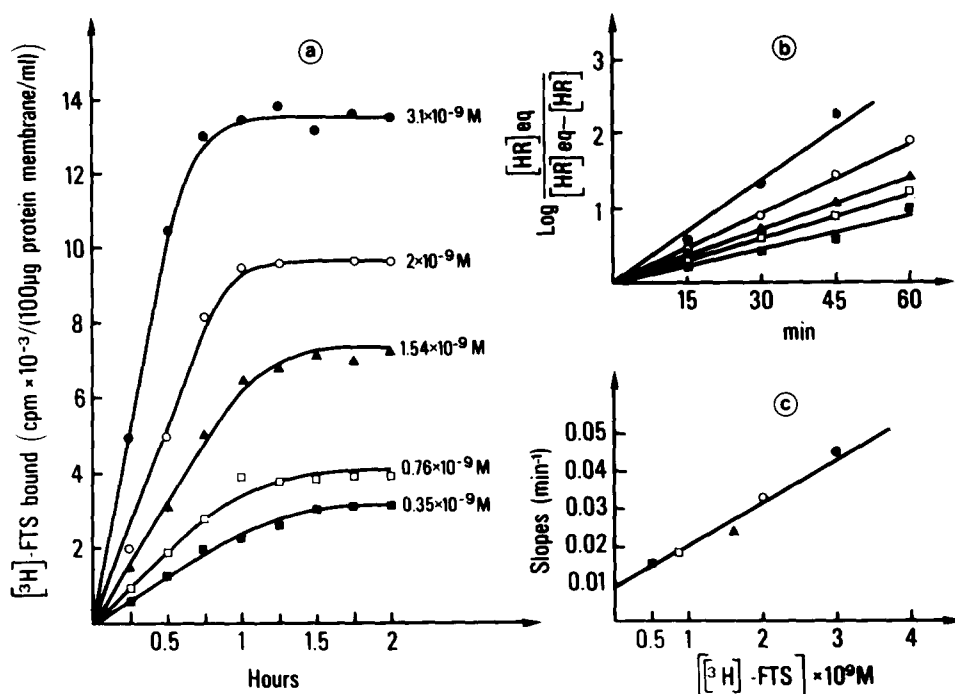 a
[³H]-FTS bound (cpm × 10⁻³/(100µg protein membrane/ml)
14
12
10
8
6
4
2
3.1×10⁻⁹ M
2×10⁻⁹ M
1.54×10⁻⁹ M
0.76×10⁻⁹ M
0.35×10⁻⁹ M
0.5 1 1.5 2
Hours
b
Log [HR] eq / [HR] eq-[HR]
3
2
1
15 30 45 60
min
c
Slopes (min⁻¹)
0.05
0.04
0.03
0.02
0.01
0.5 1 2 3 4
[[³H] -FTS] ×10⁹M